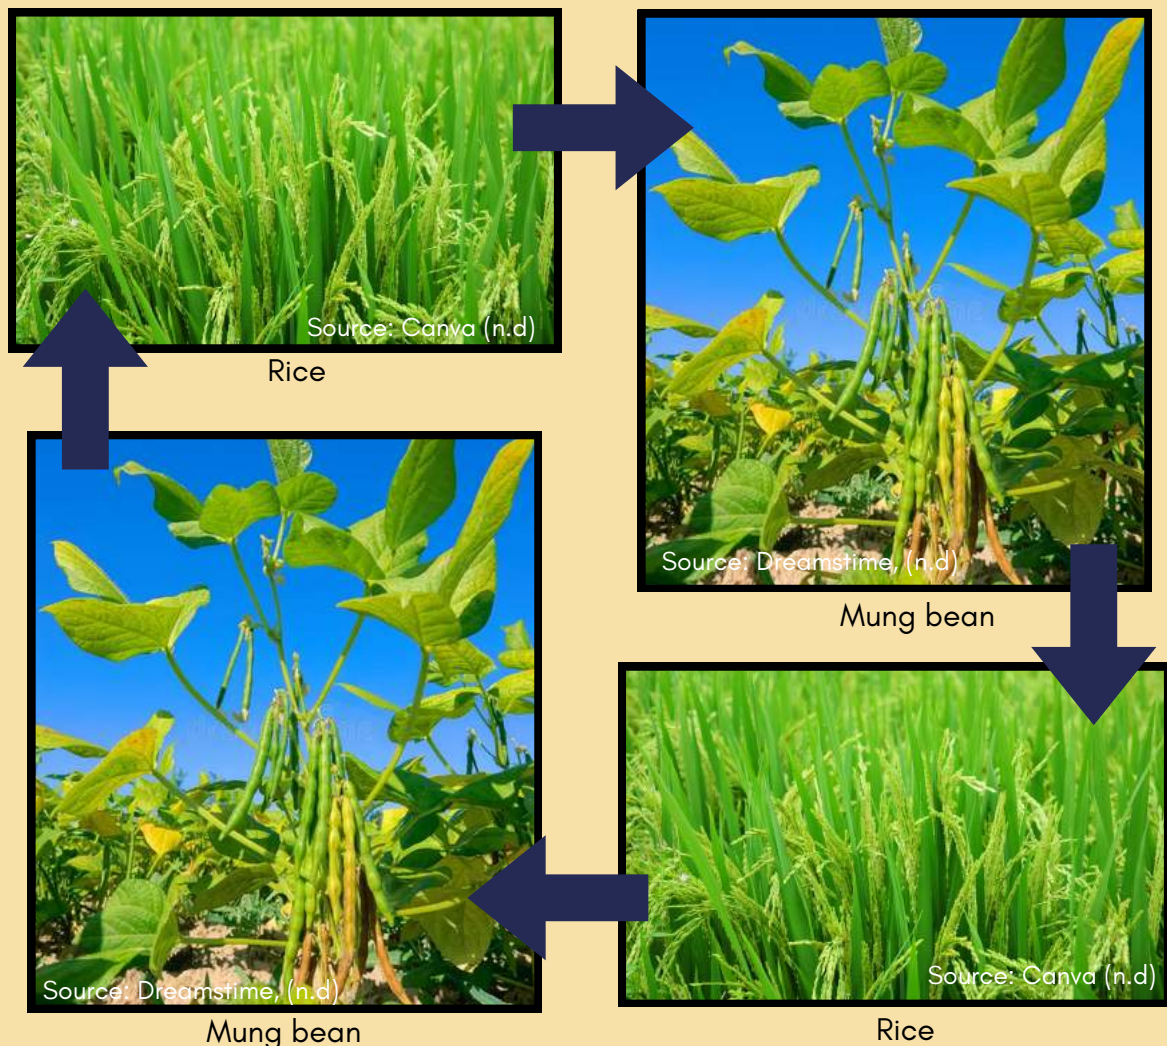 Source: Canva (n.d)
Rice
Source: Dreamstime, (n.d)
Mung bean
Source: Canva (n.d)
Rice
Source: Dreamstime, (n.d)
Mung bean